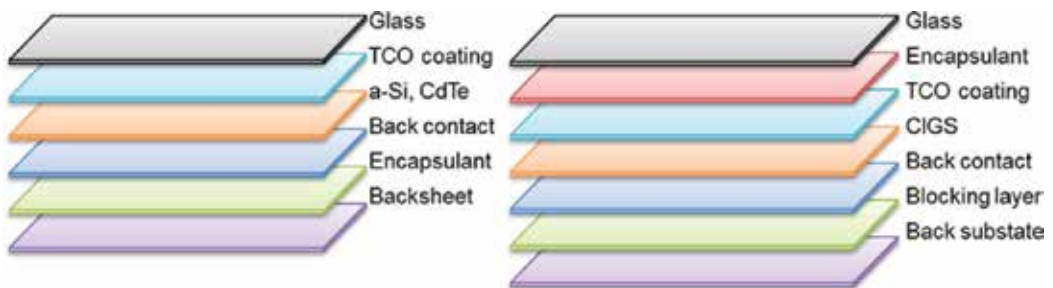 Glass
TCO coating
a-Si, CdTe
Back contact
Encapsulant
Backsheet
Glass
Encapsulant
TCO coating
CIGS
Back contact
Blocking layer
Back substate